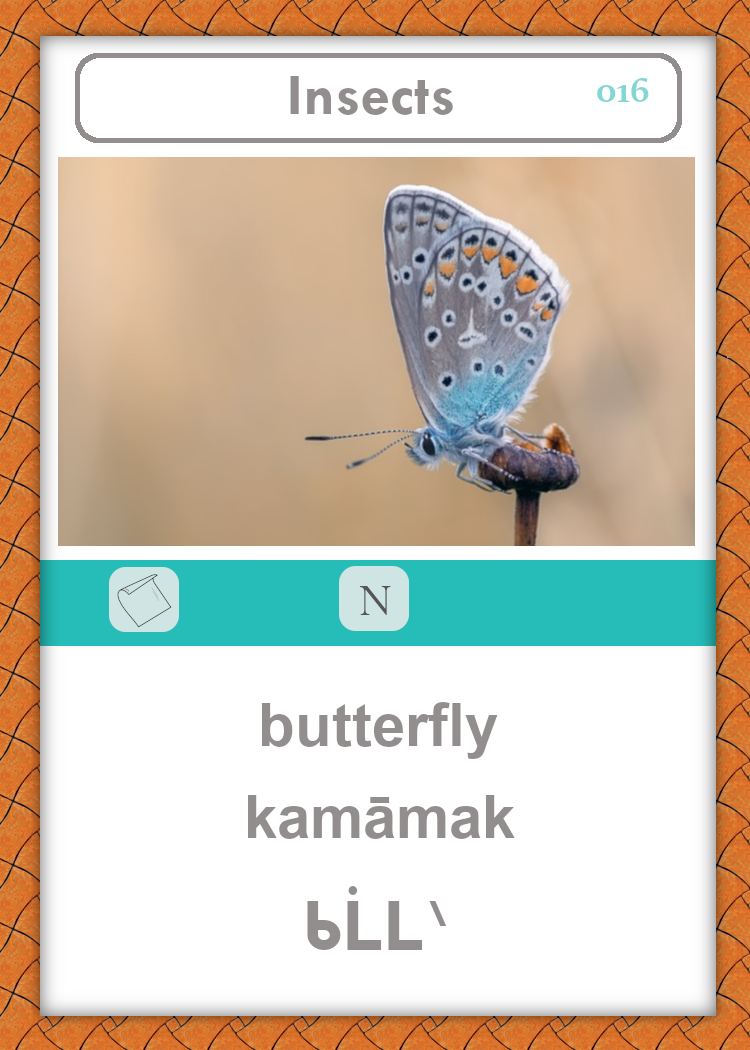 Insects
016
N
butterfly
kamāmak
ᑲᒫᒪᐠ